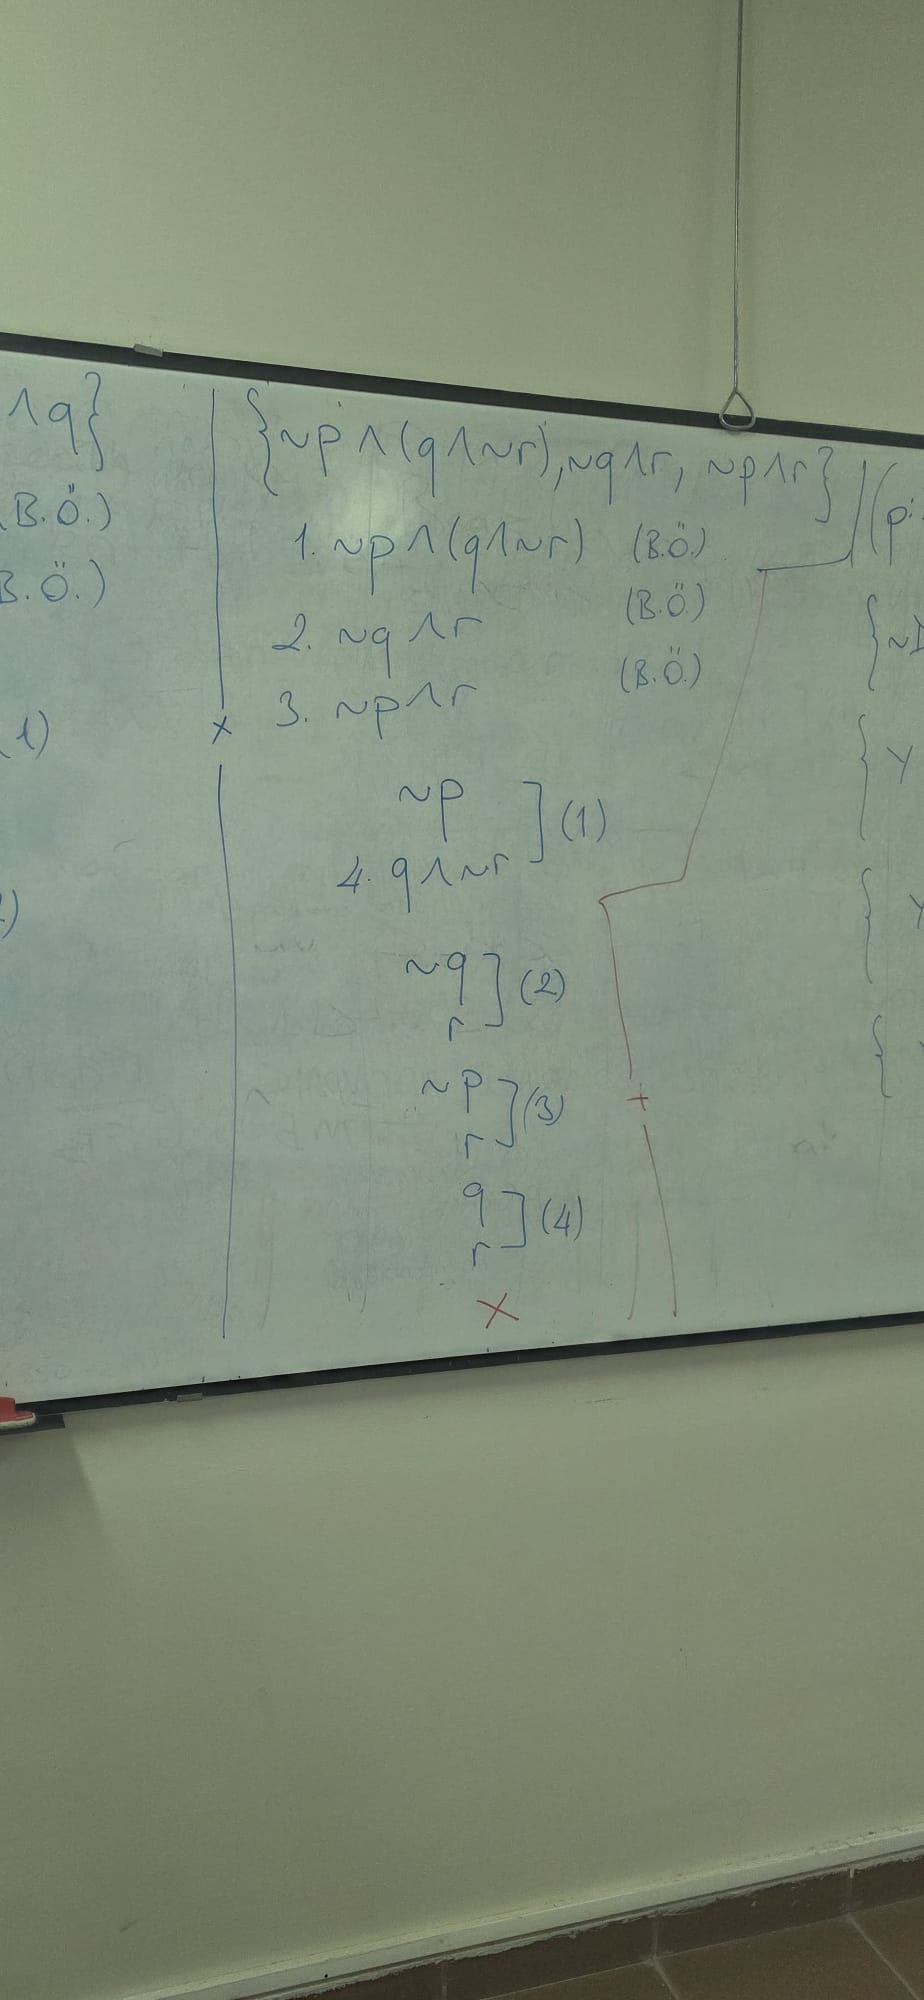 ∧q}
(B.Ö.)
B.Ö.)
1)
)
x
{~p∧(q∧~r), ~q∧r, ~p∧r}
1. ~p∧(q∧~r) (B.Ö)
2. ~q∧r (B.Ö.)
3. ~p∧r (B.Ö.)
~p
4. q∧~r ] (1)
~q
r ] (2)
~p
r ] (3)
q
r ] (4)
x
+
(p
{~
{ Y
{ Y
{